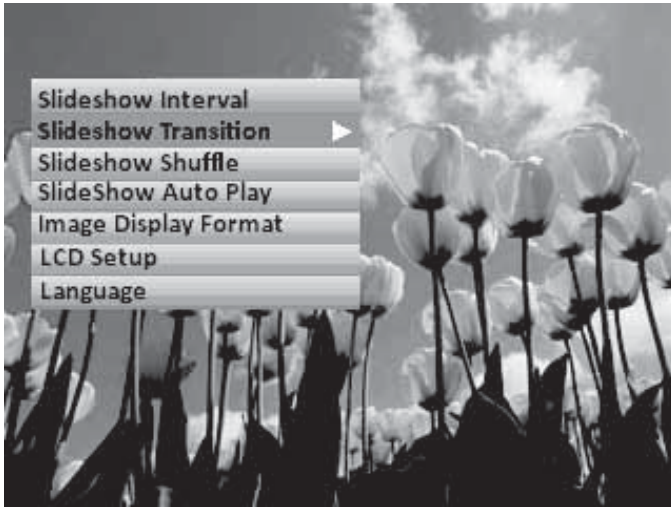 Slideshow Interval
Slideshow Transition
Slideshow Shuffle
SlideShow Auto Play
Image Display Format
LCD Setup
Language